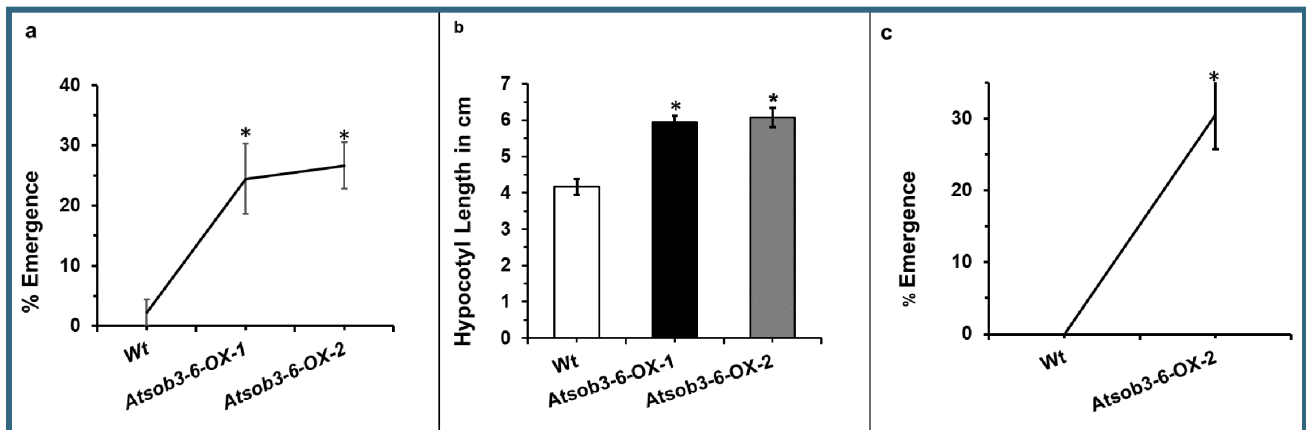 a
% Emergence
40
30
20
10
0
*
*
Wt
Atsob3-6-OX-1
Atsob3-6-OX-2
b
Hypocotyl Length in cm
7
6
5
4
3
2
1
0
*
*
Wt
Atsob3-6-OX-1
Atsob3-6-OX-2
c
% Emergence
30
20
10
0
*
Wt
Atsob3-6-OX-2